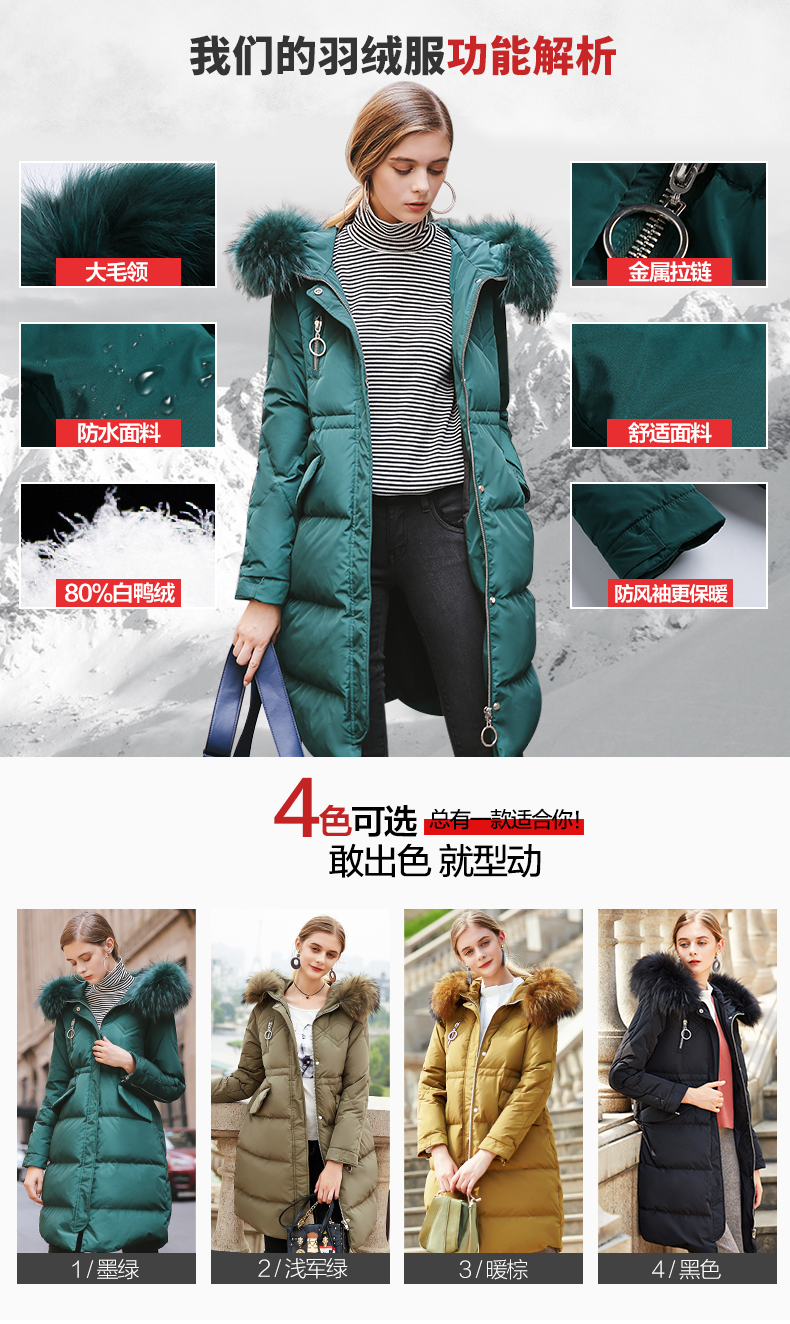 我们的羽绒服功能解析
大毛领
金属拉链
防水面料
舒适面料
80%白鸭绒
防风袖更保暖
4色可选 总有一款适合你!
敢出色 就型动
1/墨绿
2/浅军绿
3/暖棕
4/黑色